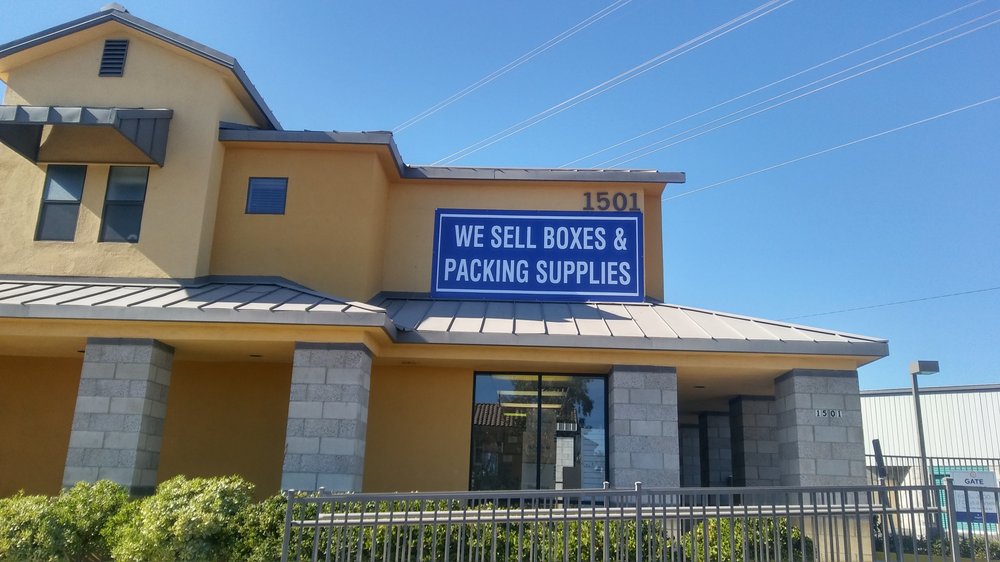 1501
WE SELL BOXES &
PACKING SUPPLIES
1501
GATE